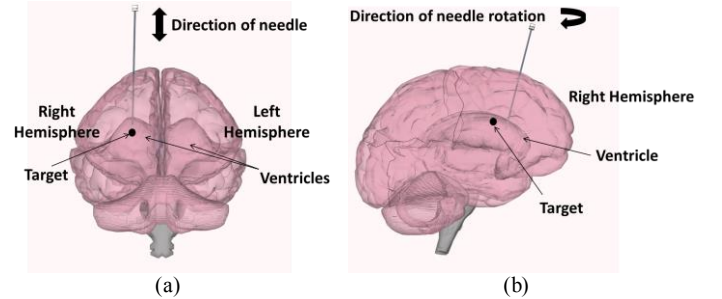 Direction of needle
Right
Hemisphere
Left
Hemisphere
Target
Ventricles
(a)
Direction of needle rotation
Right Hemisphere
Ventricle
Target
(b)